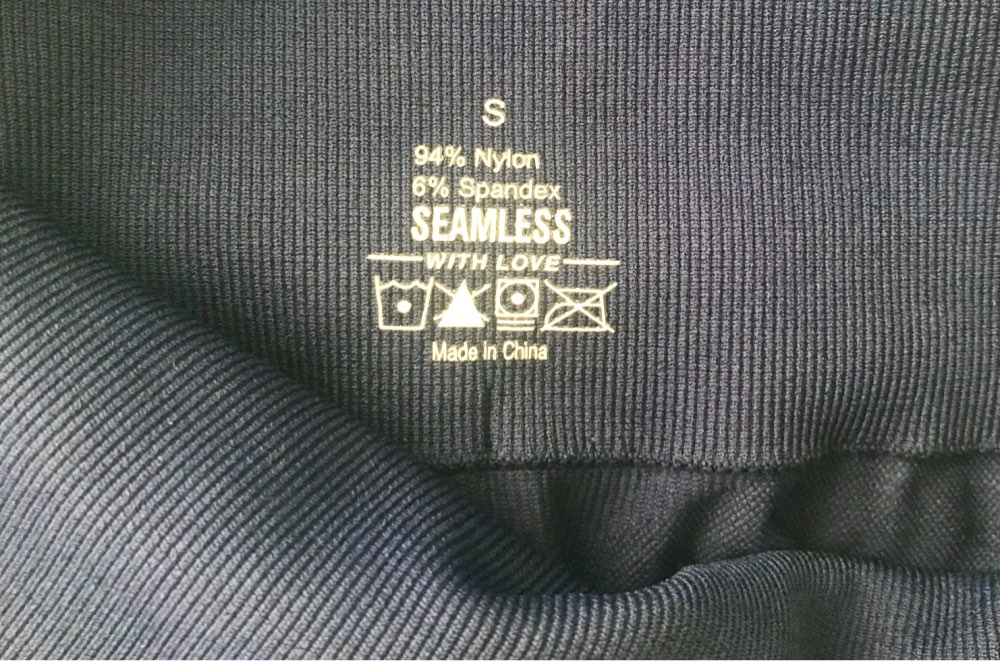 S
94% Nylon
6% Spandex
SEAMLESS
WITH LOVE
Made in China